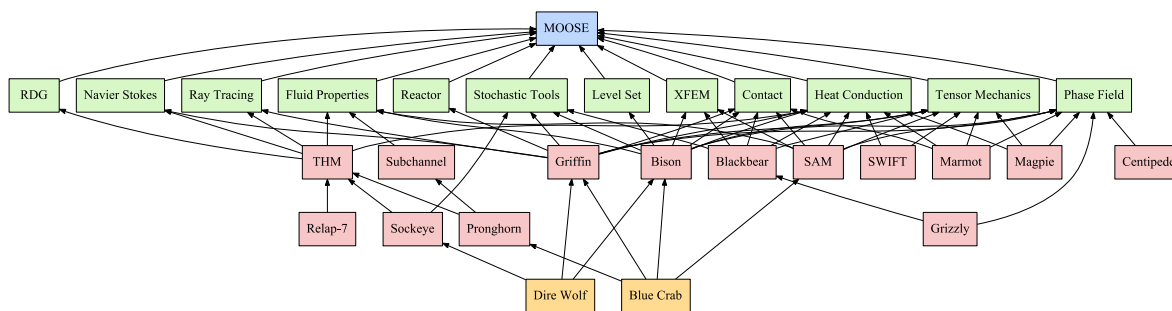 MOOSE
RDG
Navier Stokes
Ray Tracing
Fluid Properties
Reactor
Stochastic Tools
Level Set
XFEM
Contact
Heat Conduction
Tensor Mechanics
Phase Field
THM
Subchannel
Griffin
Bison
Blackbear
SAM
SWIFT
Marmot
Magpie
Centipede
Relap-7
Sockeye
Pronghorn
Grizzly
Dire Wolf
Blue Crab